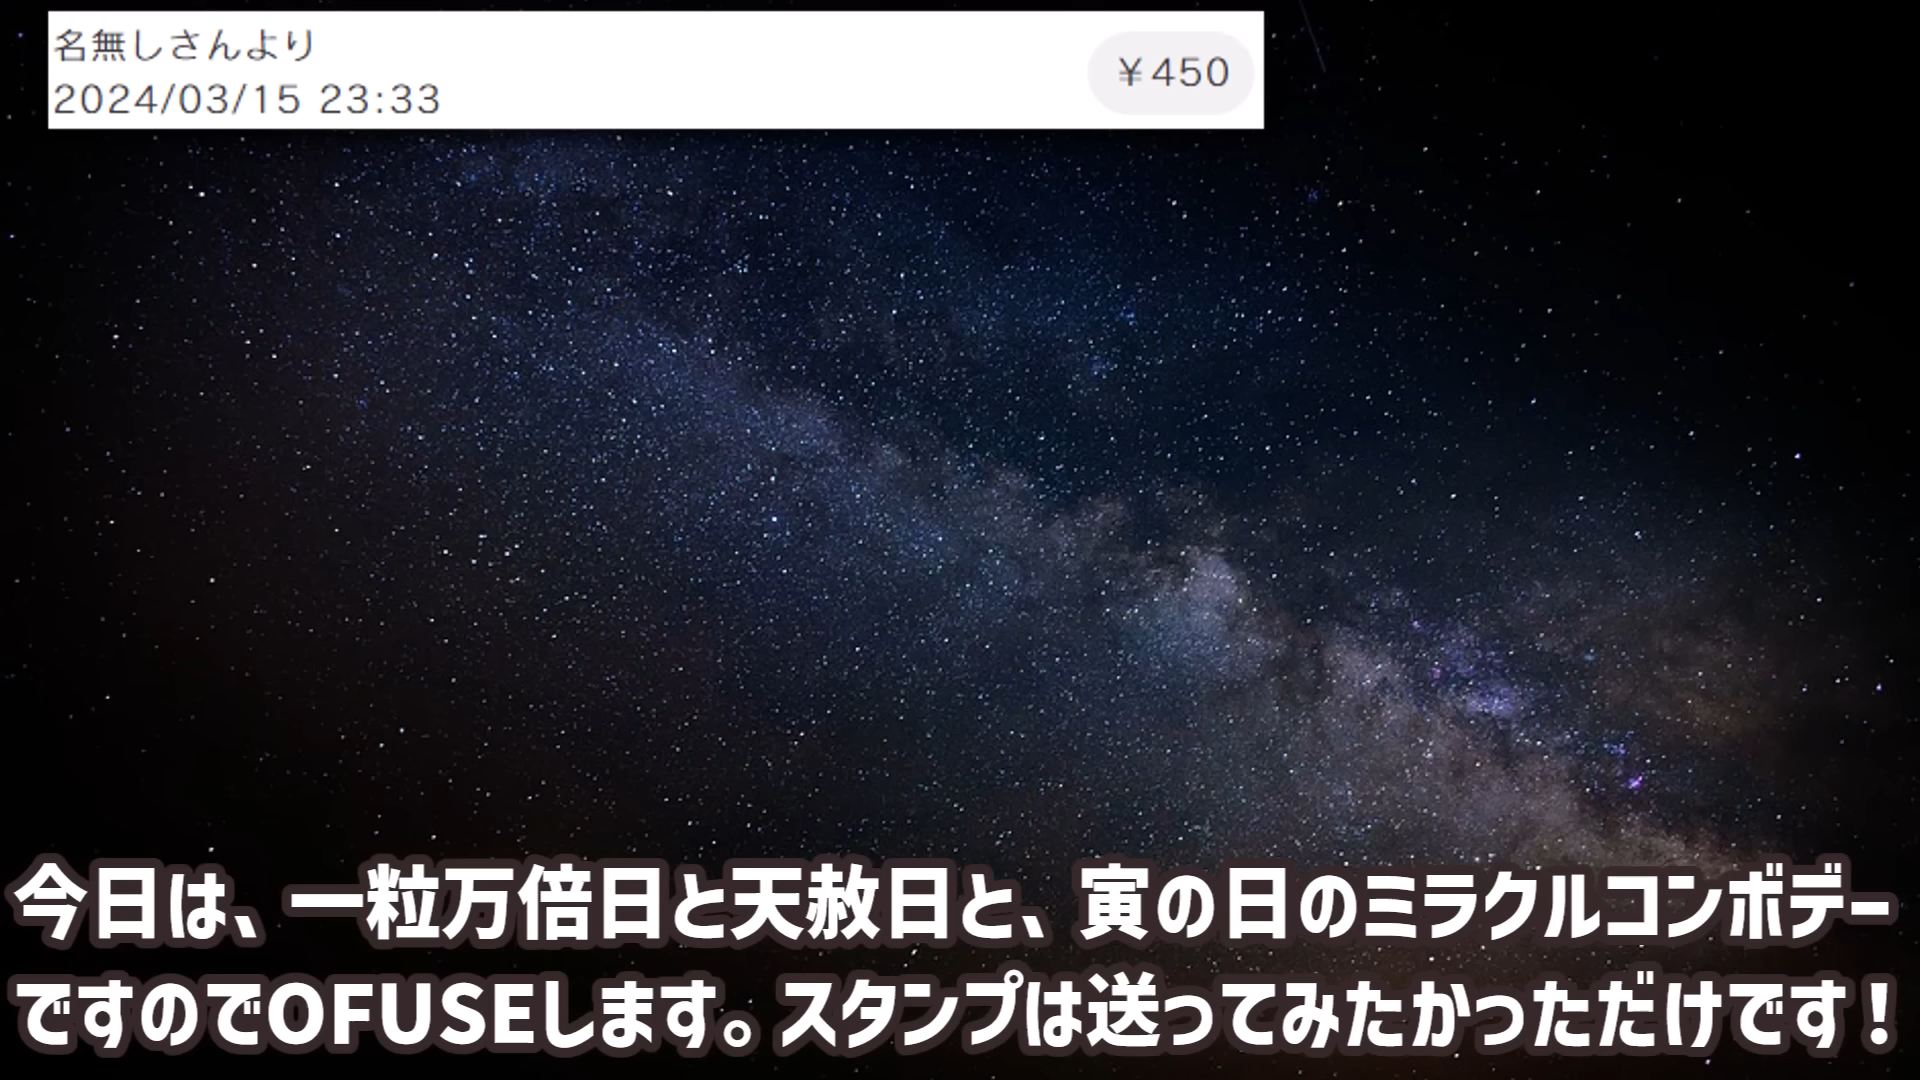 名無しさんより
2024/03/15 23:33
￥450
今日は、一粒万倍日と天赦日と、寅の日のミラクルコンボデー
ですのでOFUSEします。スタンプは送ってみたかっただけです！